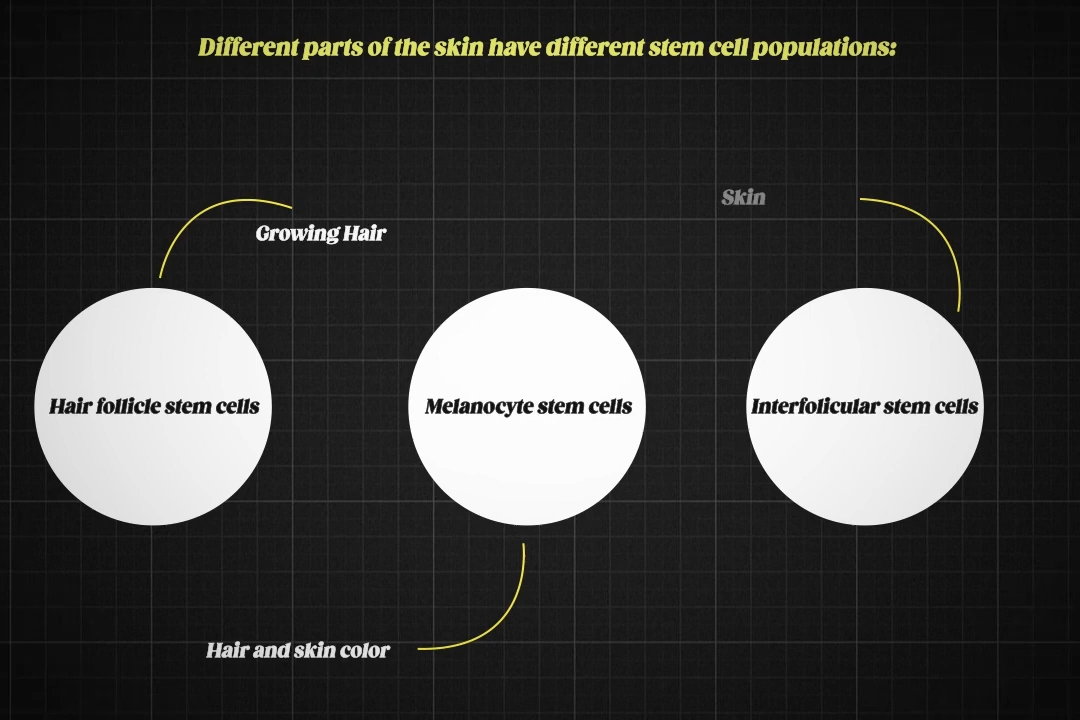 Different parts of the skin have different stem cell populations:
Skin
Growing Hair
Hair follicle stem cells
Melanocyte stem cells
Interfolicular stem cells
Hair and skin color